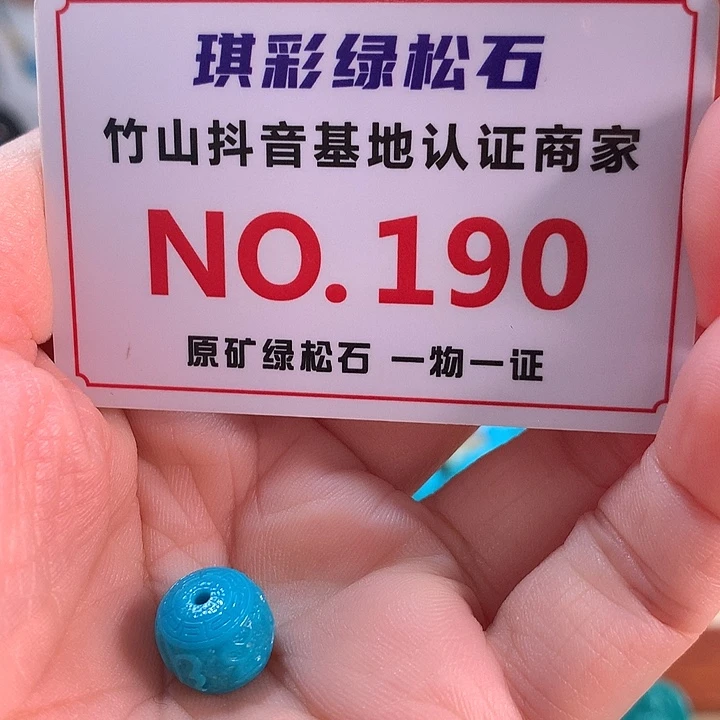 琪彩绿松石
竹山抖音基地认证商家
NO.190
原矿绿松石 一物一证